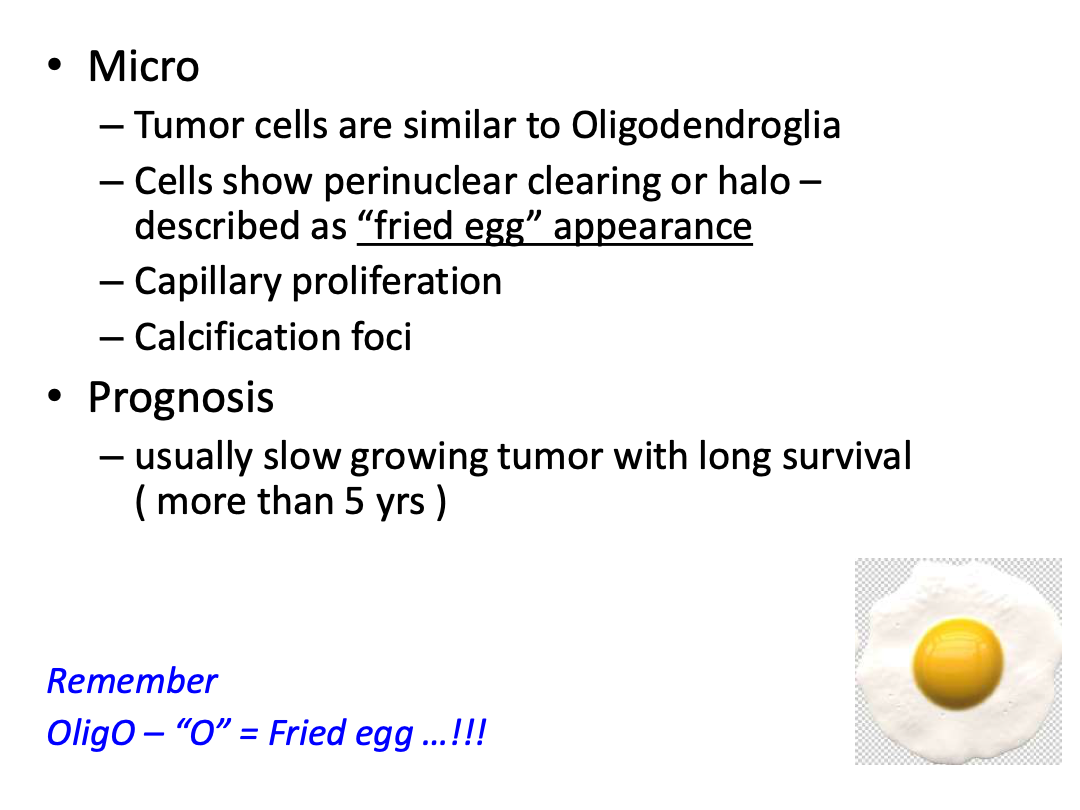 • Micro
– Tumor cells are similar to Oligodendroglia
– Cells show perinuclear clearing or halo –
described as “fried egg” appearance
– Capillary proliferation
– Calcification foci
• Prognosis
– usually slow growing tumor with long survival
( more than 5 yrs )
Remember
OligO – “O” = Fried egg …!!!